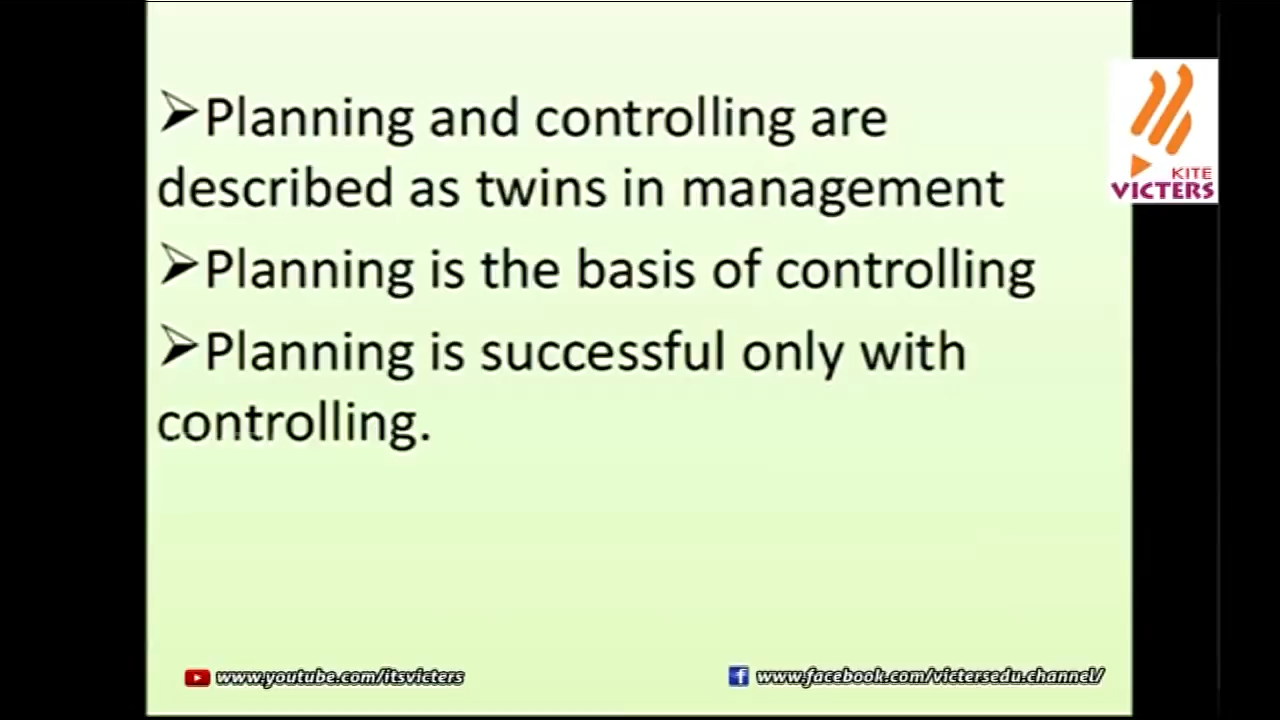 ➢Planning and controlling are
described as twins in management
➢Planning is the basis of controlling
➢Planning is successful only with
controlling.
KITE
VICTERS
www.youtube.com/itsvicters
www.facebook.com/victersedu.channel/